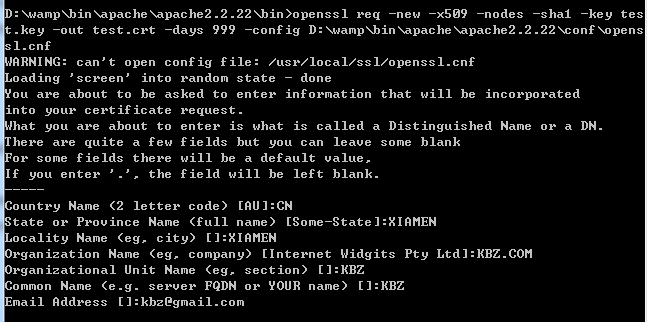 D:\wamp\bin\apache\apache2.2.22\bin>openssl req -new -x509 -nodes -sha1 -key tes
t.key -out test.crt -days 999 -config D:\wamp\bin\apache\apache2.2.22\conf\opens
sl.cnf
WARNING: can't open config file: /usr/local/ssl/openssl.cnf
Loading 'screen' into random state - done
You are about to be asked to enter information that will be incorporated
into your certificate request.
What you are about to enter is what is called a Distinguished Name or a DN.
There are quite a few fields but you can leave some blank
For some fields there will be a default value,
If you enter '.', the field will be left blank.
-----
Country Name (2 letter code) [AU]:CN
State or Province Name (full name) [Some-State]:XIAMEN
Locality Name (eg, city) []:XIAMEN
Organization Name (eg, company) [Internet Widgits Pty Ltd]:KBZ.COM
Organizational Unit Name (eg, section) []:KBZ
Common Name (e.g. server FQDN or YOUR name) []:KBZ
Email Address []:kbz@gmail.com